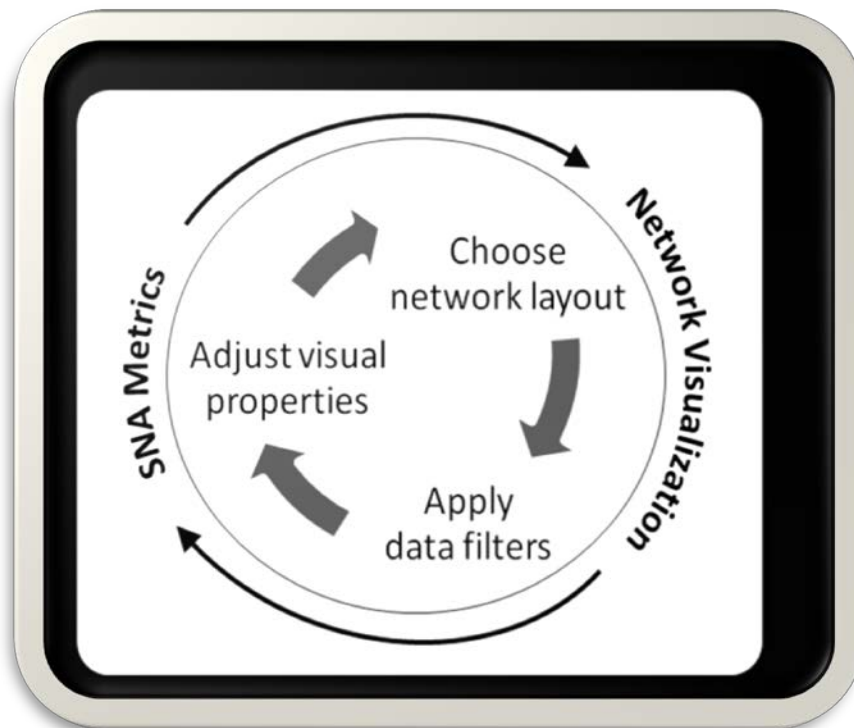 SNA Metrics
Network Visualization
Choose
network layout
Adjust visual
properties
Apply
data filters